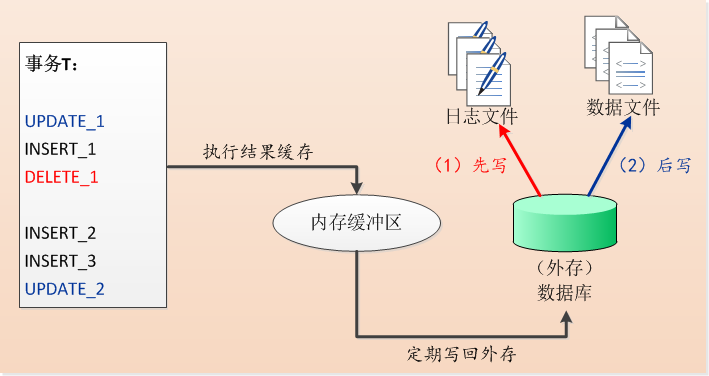 事务T：
UPDATE_1
INSERT_1
DELETE_1
INSERT_2
INSERT_3
UPDATE_2
执行结果缓存
内存缓冲区
定期写回外存
日志文件
数据文件
（1）先写
（2）后写
（外存）
数据库